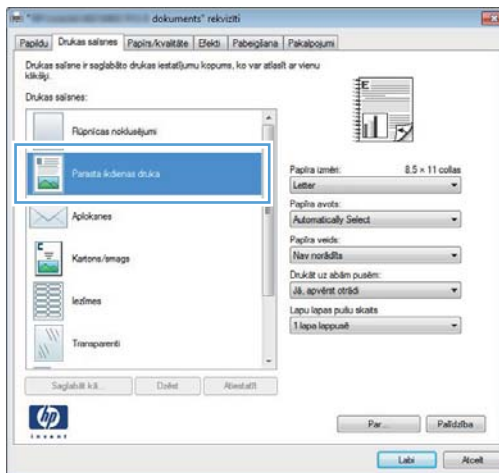 dokuments" rekvizīti
Papildu Drukas saīsnes Papīrs/kvalitāte Efekti Pabeigšana Pakalpojumi
Drukas saīsne ir saglabāto drukas iestatījumu kopums, ko var atlasīt ar vienu
klikšķi.
Drukas saīsnes:
Rūpnīcas noklusējumi
Parasta ikdienas druka
Aploksnes
Kartons/smags
Iezīmes
Transparenti
Saglabāt kā... Dzēst Atiestatīt
E
Papīra izmēri: 8,5 × 11 collas
Letter
Papīra avots:
Automatically Select
Papīra veids:
Nav norādīts
Drukāt uz abām pusēm:
Jā, apvērst otrādi
Lapu lapas pušu skaits
1 lapa lappusē
hp
invent
Par... Palīdzība
Labi Atcelt